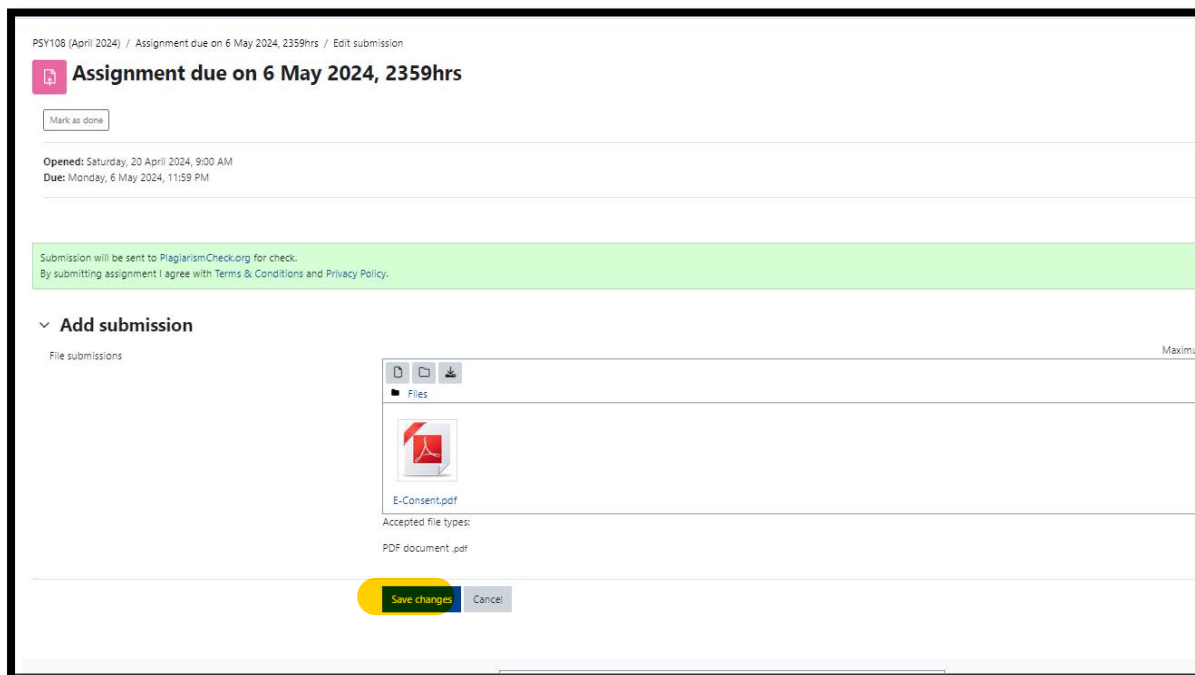 PSY108 (April 2024) / Assignment due on 6 May 2024, 2359hrs / Edit submission
Assignment due on 6 May 2024, 2359hrs
Mark as done
Opened: Saturday, 20 April 2024, 9:00 AM
Due: Monday, 6 May 2024, 11:59 PM
Submission will be sent to PlagiarismCheck.org for check.
By submitting assignment I agree with Terms & Conditions and Privacy Policy.
Add submission
File submissions
Maximu
Files
E-Consent.pdf
Accepted file types:
PDF document .pdf
Save changes Cancel